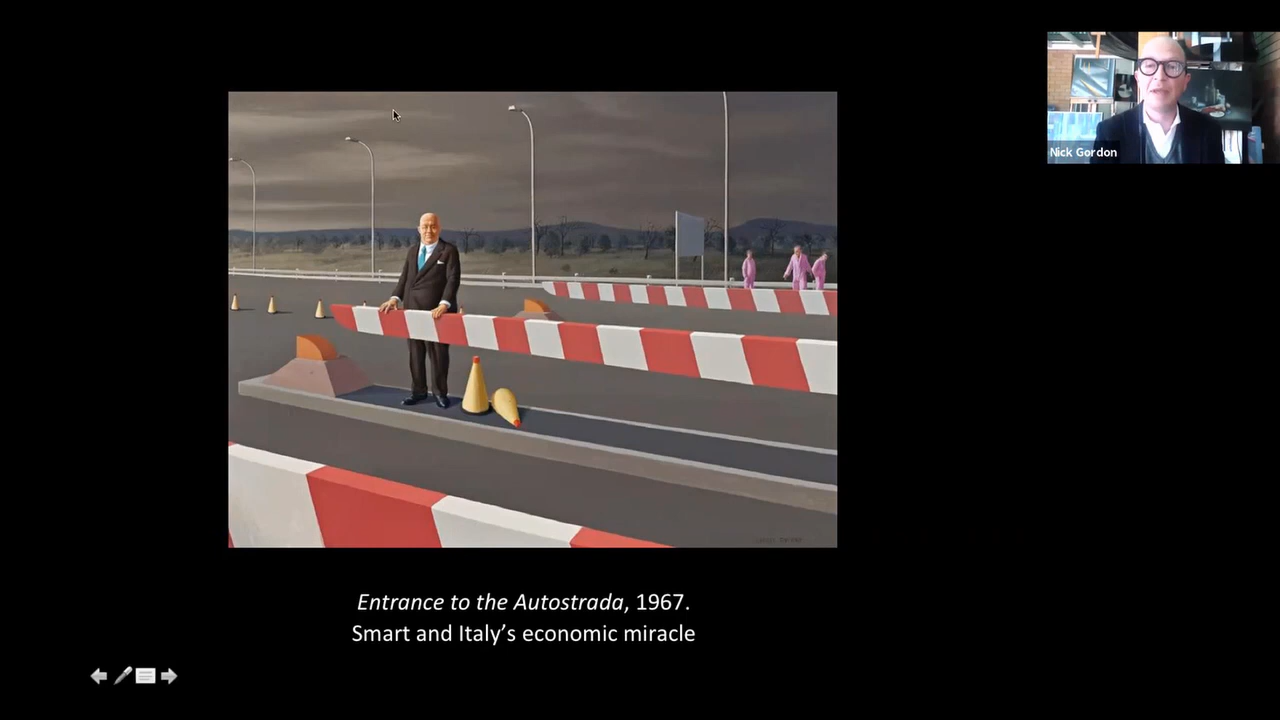 Nick Gordon
Entrance to the Autostrada, 1967.
Smart and Italy’s economic miracle